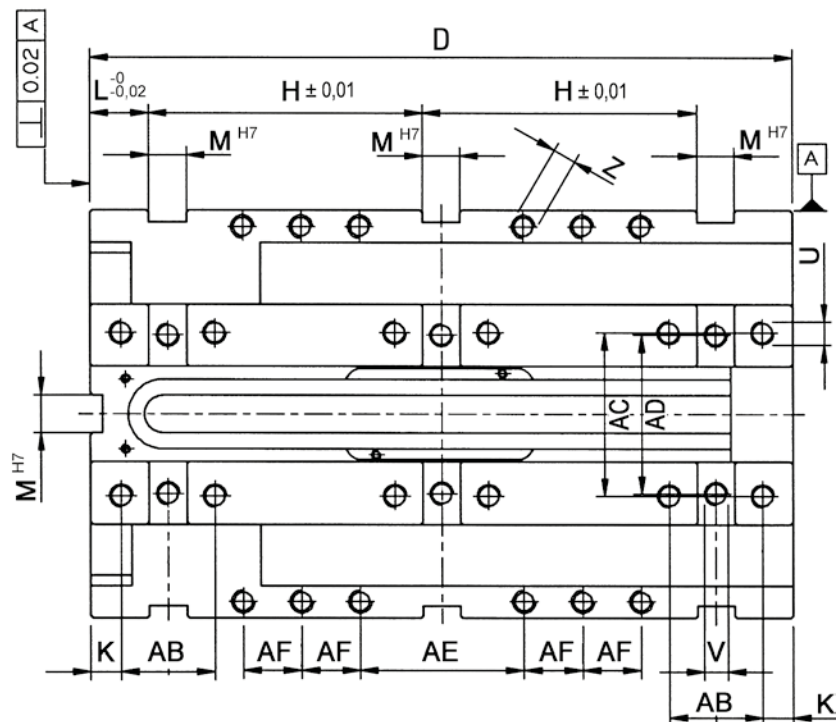 D
⊥ 0.02 A
L -0 -0,02
H ± 0,01
H ± 0,01
M H7
M H7
M H7
Z
A
U
AC
AD
M H7
K
AB
AF
AF
AE
AF
AF
V
AB
K